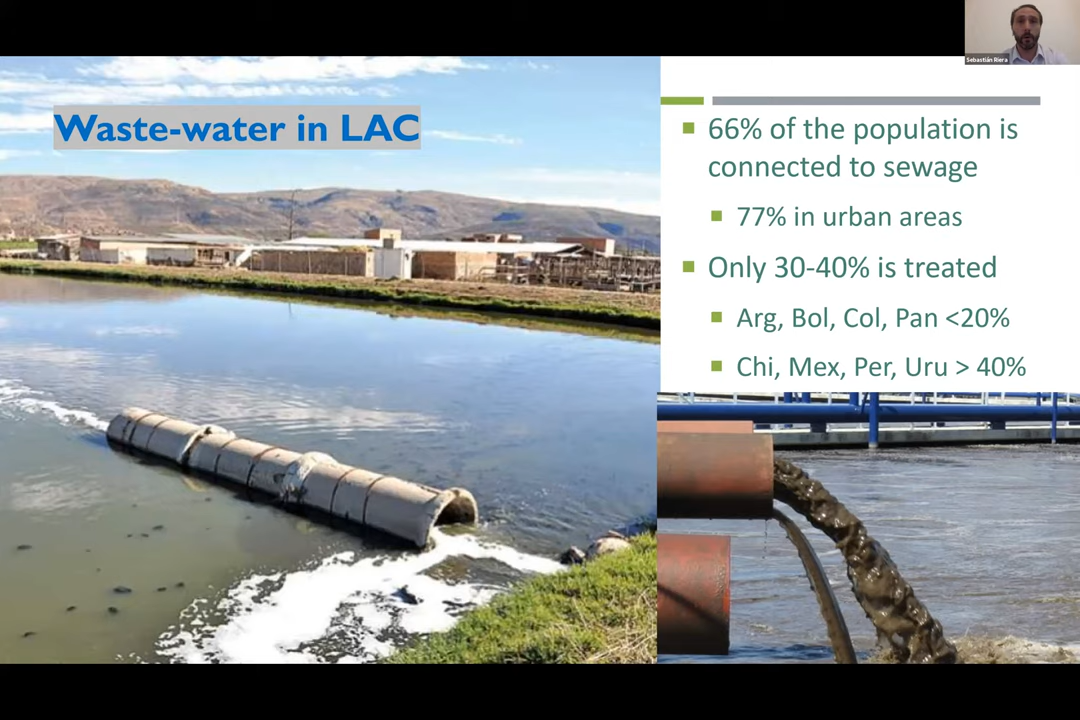 Sebastián Riera
Waste-water in LAC
66% of the population is
connected to sewage
77% in urban areas
Only 30-40% is treated
Arg, Bol, Col, Pan <20%
Chi, Mex, Per, Uru > 40%